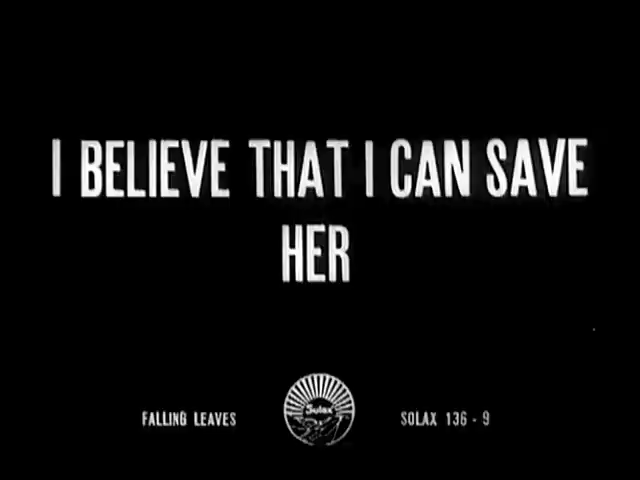 I BELIEVE THAT I CAN SAVE
HER
FALLING LEAVES
Solax
SOLAX 136 - 9